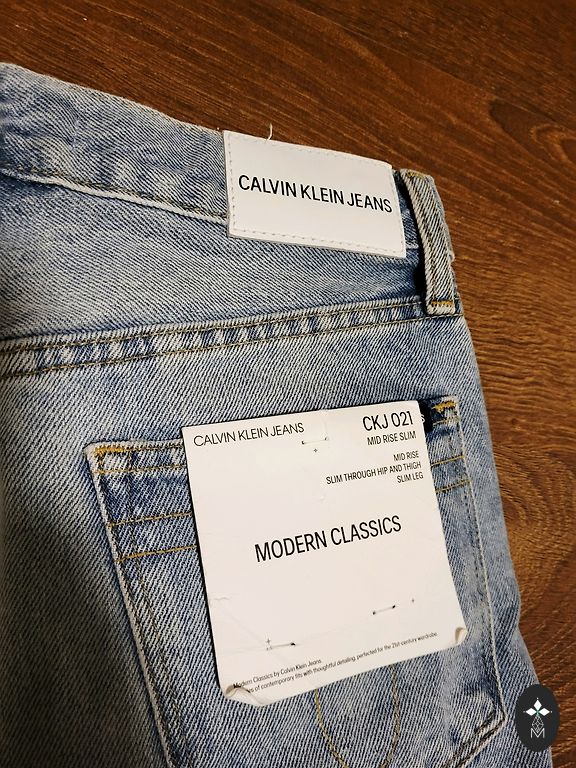 CALVIN KLEIN JEANS
CALVIN KLEIN JEANS
CKJ 021
MID RISE SLIM
MID RISE
SLIM THROUGH HIP AND THIGH
SLIM LEG
MODERN CLASSICS
Modern Classics by Calvin Klein Jeans
of contemporary fits with thoughtful detailing, perfected for the 21st century wardrobe.
M